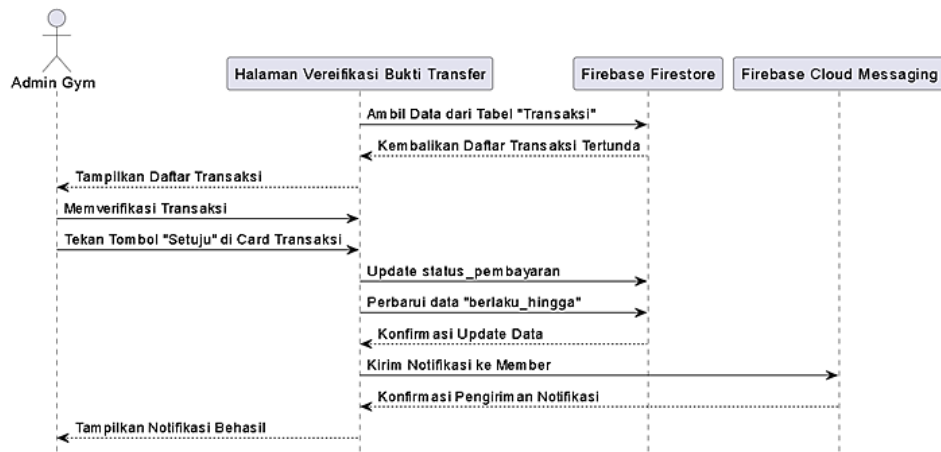 Admin Gym
Halaman Vereifikasi Bukti Transfer
Firebase Firestore
Firebase Cloud Messaging
Ambil Data dari Tabel "Transaksi"
Kembalikan Daftar Transaksi Tertunda
Tampilkan Daftar Transaksi
Memverifikasi Transaksi
Tekan Tombol "Setuju" di Card Transaksi
Update status_pembayaran
Perbarui data "berlaku_hingga"
Konfirmasi Update Data
Kirim Notifikasi ke Member
Konfirmasi Pengiriman Notifikasi
Tampilkan Notifikasi Behasil